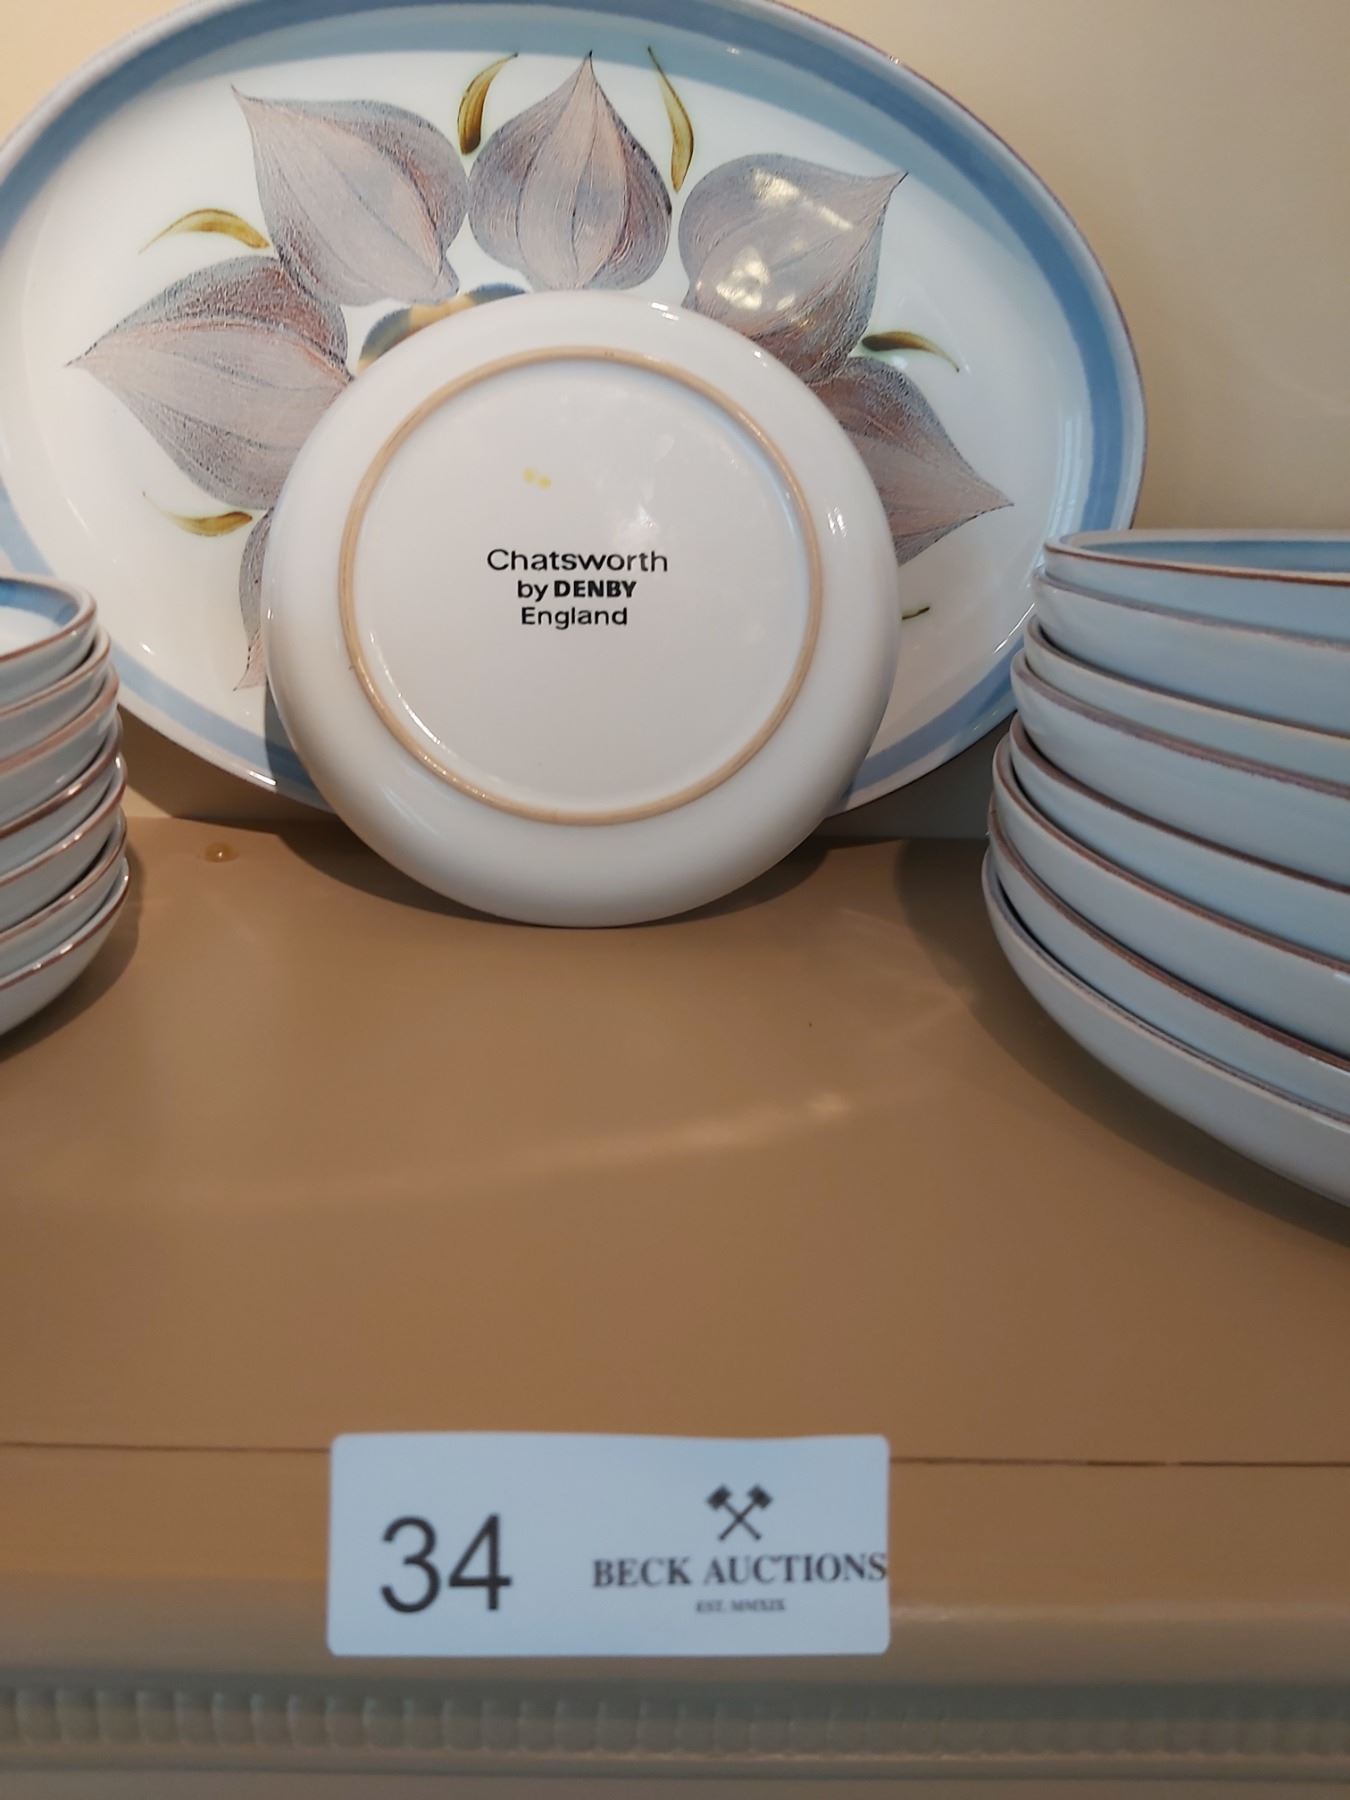 Chatsworth
by DENBY
England
34
BECK AUCTIONS
EST. MMXIX